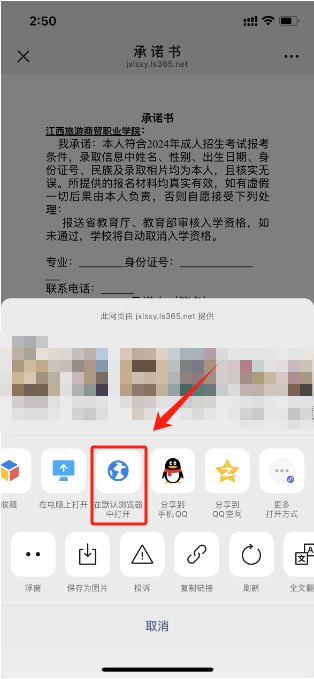 2:50
承诺书
jxlsxy.ls365.net
承诺书
江西旅游商贸职业学院：
我承诺：本人符合2024年成人招生考试报考
条件，录取信息中姓名、性别、出生日期、身
份证号、民族及录取相片均为本人，且核实无
误。所提供的报名材料均真实有效，如有虚假
一切后果由本人负责，否则自愿接受下列处
理：
报送省教育厅、教育部审核入学资格，如
未通过，学校将自动取消入学资格。
专业：________身份证号：_____________
联系电话：______
此网页由 jxlsxy.ls365.net 提供
收藏
在电脑上打开
在默认浏览器
中打开
分享到
手机QQ
分享到
QQ空间
更多
打开方式
浮窗
保存为图片
投诉
复制链接
刷新
全文翻
取消